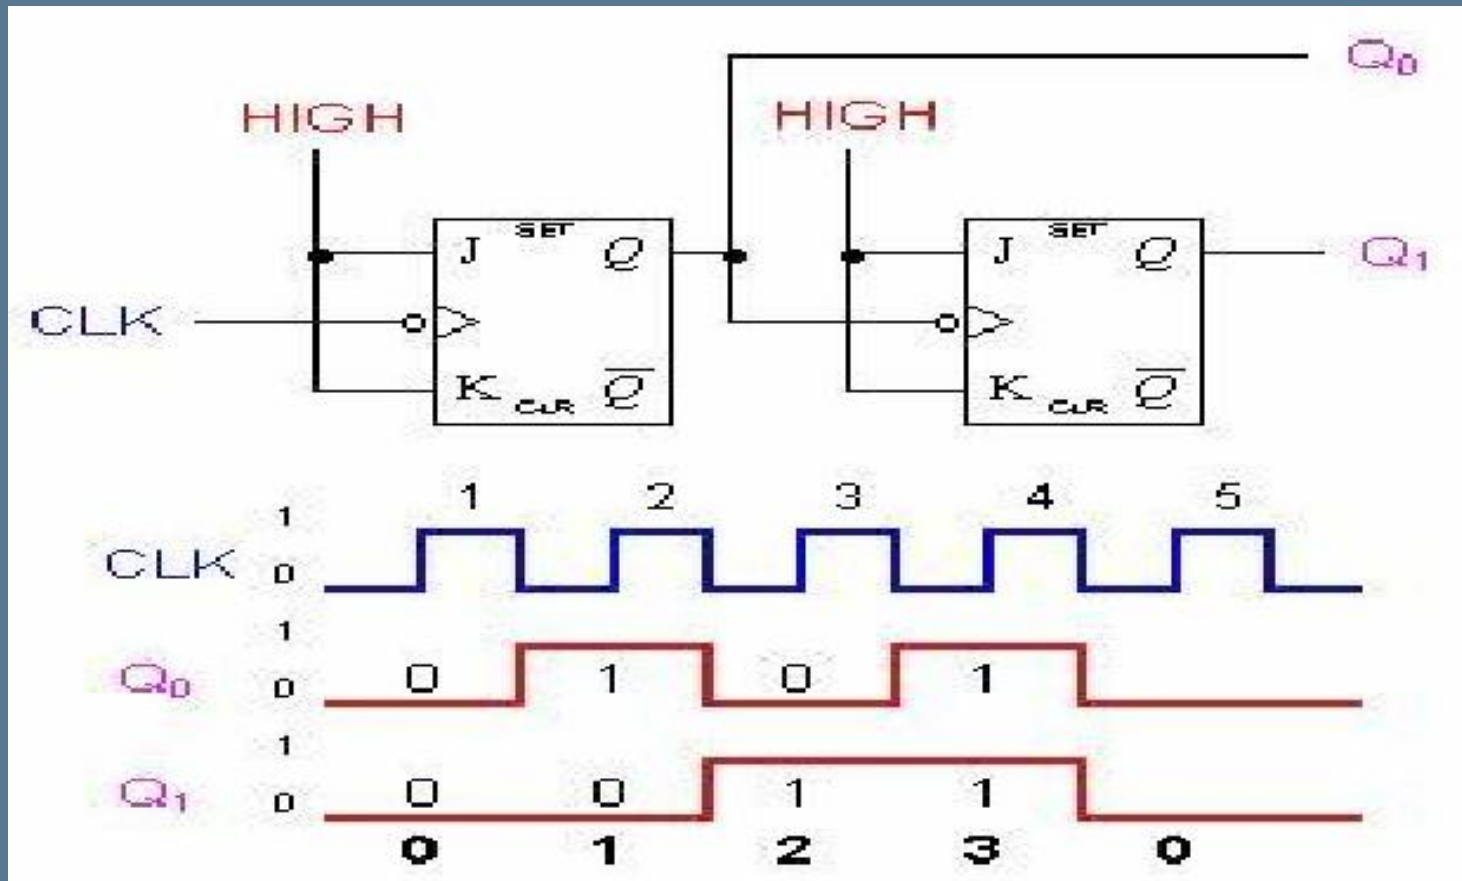 Q0
HIGH HIGH
SET SET
J Q J Q Q1
CLK
K Q K Q
CLR CLR
1 2 3 4 5
1
CLK 0
1
Q0 0 0 1 0 1
1
Q1 0 0 0 1 1
0 1 2 3 0